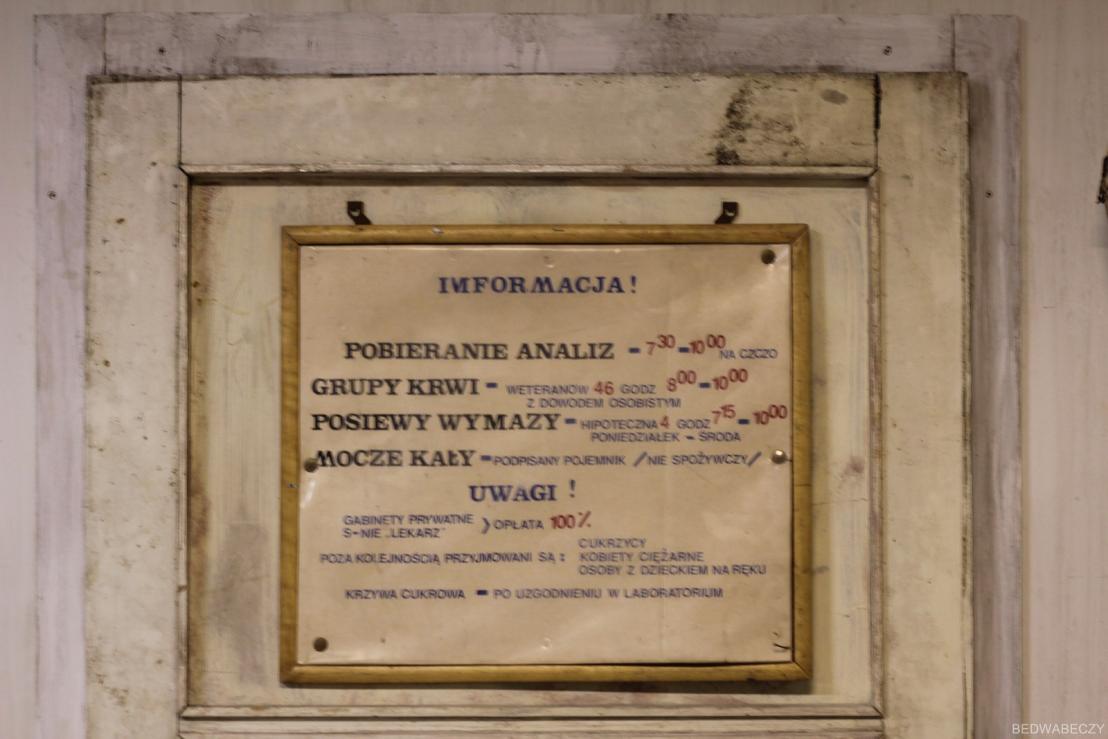 IMFORMACJA!
POBIERANIE ANALIZ - 7³⁰-10⁰⁰ NA CZCZO
GRUPY KRWI - WETERANÓW 46 GODZ 8⁰⁰-10⁰⁰
Z DOWODEM OSOBISTYM
POSIEWY WYMAZY - HIPOTECZNA 4 GODZ 7¹⁵-10⁰⁰
PONIEDZIAŁEK - ŚRODA
MOCZE KAŁY - PODPISANY POJEMNIK /NIE SPOŻYWCZY/
UWAGI !
GABINETY PRYWATNE
S-NIE „LEKARZ" } OPŁATA 100%
POZA KOLEJNOŚCIĄ PRZYJMOWANI SĄ : CUKRZYCY
KOBIETY CIĘŻARNE
OSOBY Z DZIECKIEM NA RĘKU
KRZYWA CUKROWA - PO UZGODNIENIU W LABORATORIUM
BEDWABECZY